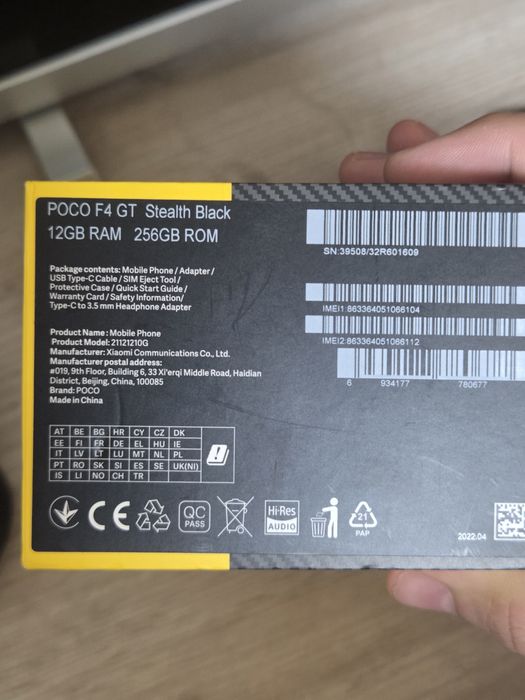 POCO F4 GT Stealth Black
12GB RAM 256GB ROM
Package contents: Mobile Phone / Adapter /
USB Type-C Cable / SIM Eject Tool /
Protective Case / Quick Start Guide /
Warranty Card / Safety Information/
Type-C to 3.5 mm Headphone Adapter
Product Name : Mobile Phone
Product Model: 21121210G
Manufacturer: Xiaomi Communications Co., Ltd.
Manufacturer postal address:
#019, 9th Floor, Building 6, 33 Xi'erqi Middle Road, Haidian
District, Beijing, China, 100085
Brand: POCO
Made in China
AT BE BG HR CY CZ DK
EE FI FR DE EL HU IE
IT LV LT LU MT NL PL
PT RO SK SI ES SE UK(NI)
IS LI NO CH TR
SN:39508/32R601609
IMEI1:863364051066104
IMEI2:863364051066112
6 934177 780677
CE
QC
PASS
Hi-Res
AUDIO
21
PAP
2022.04